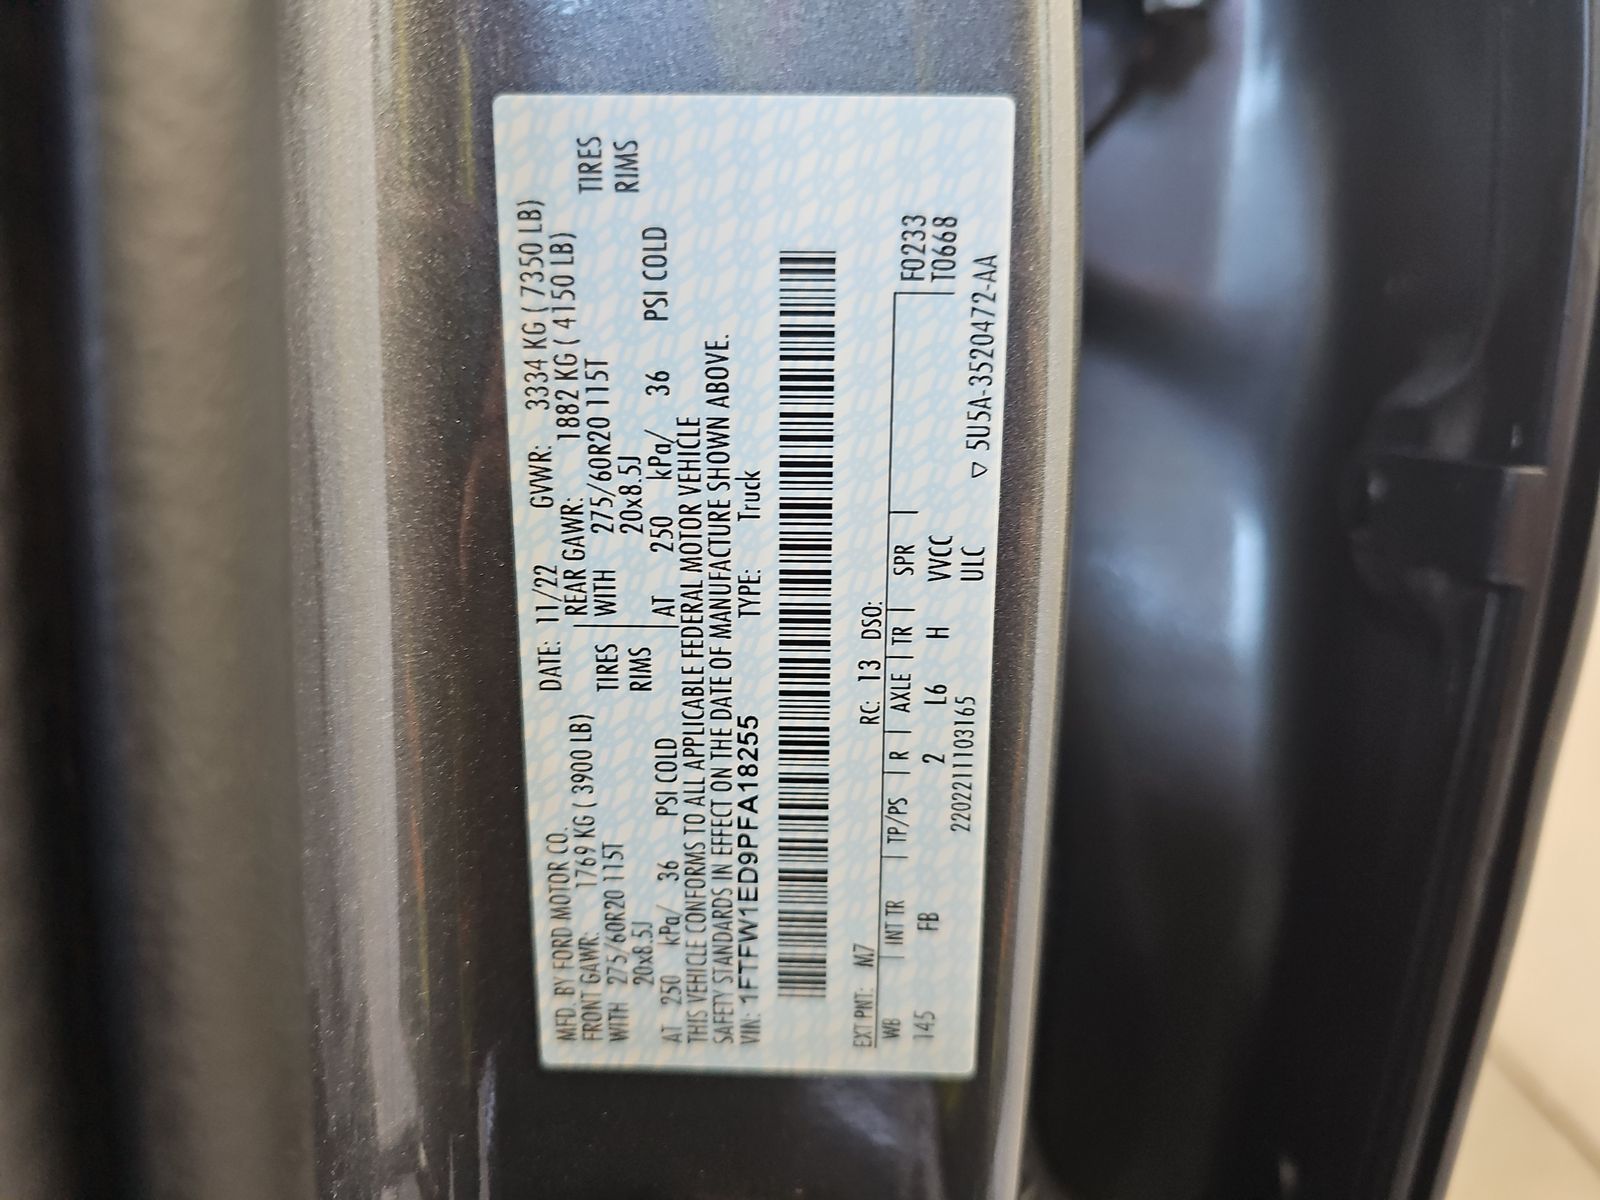 MFD. BY FORD MOTOR CO.
DATE: 11/22 GVWR: 3334 KG ( 7350 LB)
FRONT GAWR: 1769 KG ( 3900 LB)
REAR GAWR: 1882 KG ( 4150 LB)
WITH 275/60R20 115T TIRES
WITH 275/60R20 115T TIRES
20x8.5J RIMS
20x8.5J RIMS
AT 250 kPa/ 36 PSI COLD
AT 250 kPa/ 36 PSI COLD
THIS VEHICLE CONFORMS TO ALL APPLICABLE FEDERAL MOTOR VEHICLE
SAFETY STANDARDS IN EFFECT ON THE DATE OF MANUFACTURE SHOWN ABOVE.
VIN: 1FTFW1ED9PFA18255 TYPE: Truck
EXT PNT: M7 RC: 13 DSO:
WB INT TR TP/PS R AXLE TR SPR F0233
145 FB 2 L6 H VVCC T0668
2202211103165 ULC ▽ 5U5A-3520472-AA